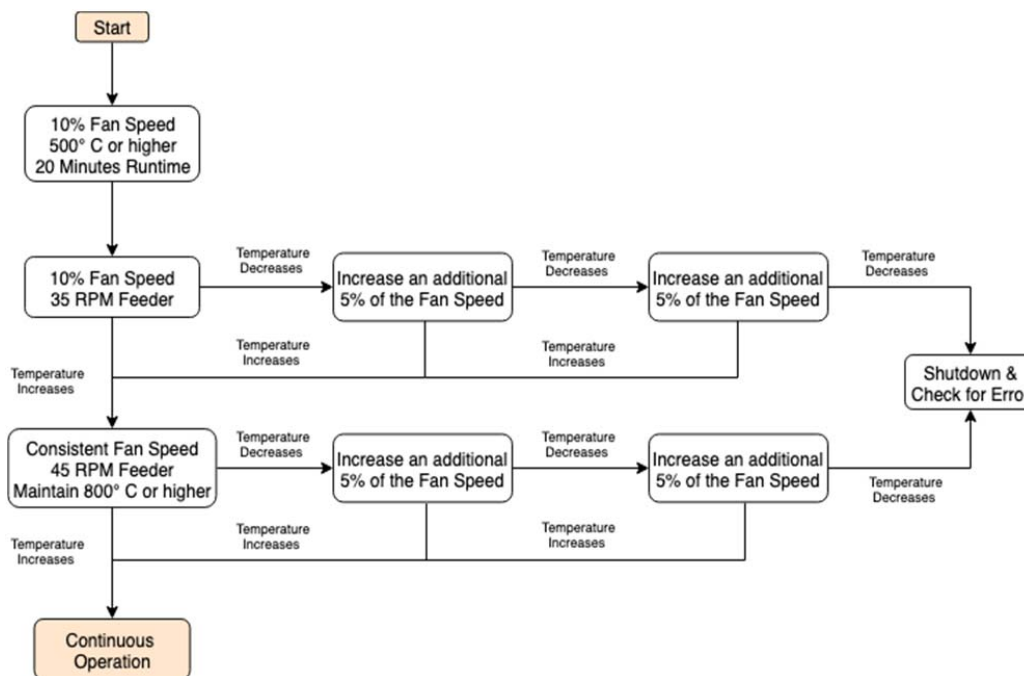 Start
10% Fan Speed
500° C or higher
20 Minutes Runtime
10% Fan Speed
35 RPM Feeder
Temperature
Decreases
Increase an additional
5% of the Fan Speed
Temperature
Decreases
Increase an additional
5% of the Fan Speed
Temperature
Decreases
Temperature
Increases
Temperature
Increases
Temperature
Increases
Shutdown &
Check for Erro
Consistent Fan Speed
45 RPM Feeder
Maintain 800° C or higher
Temperature
Decreases
Increase an additional
5% of the Fan Speed
Temperature
Decreases
Increase an additional
5% of the Fan Speed
Temperature
Decreases
Temperature
Increases
Temperature
Increases
Temperature
Increases
Continuous
Operation